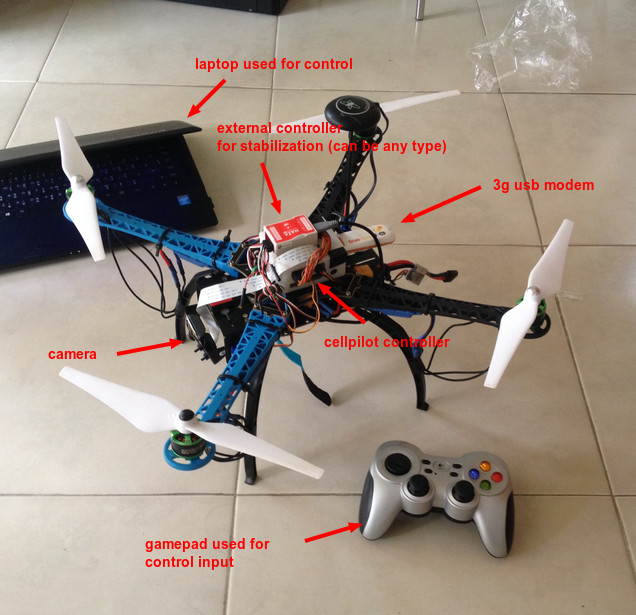 laptop used for control
external controller
for stabilization (can be any type)
3g usb modem
cellpilot controller
camera
gamepad used for
control input